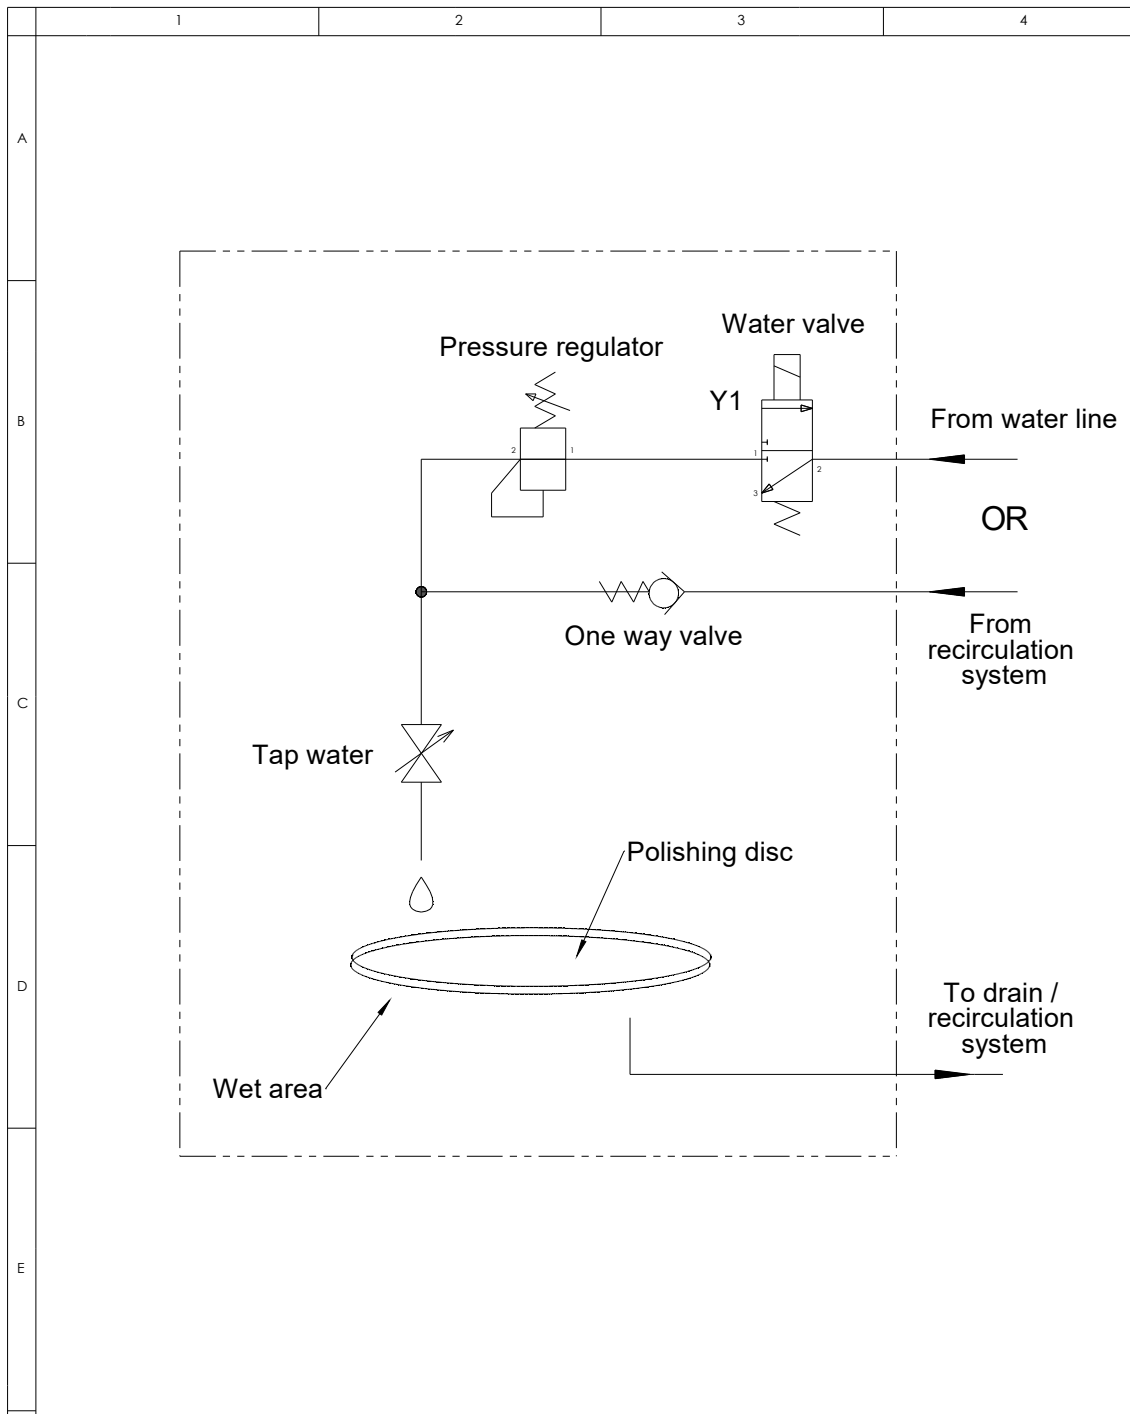 1 2 3 4
A
Water valve
Pressure regulator
Y1
B
From water line
2 1
1
2
3
OR
One way valve
From
recirculation
system
C
Tap water
Polishing disc
D
To drain /
recirculation
system
Wet area
E